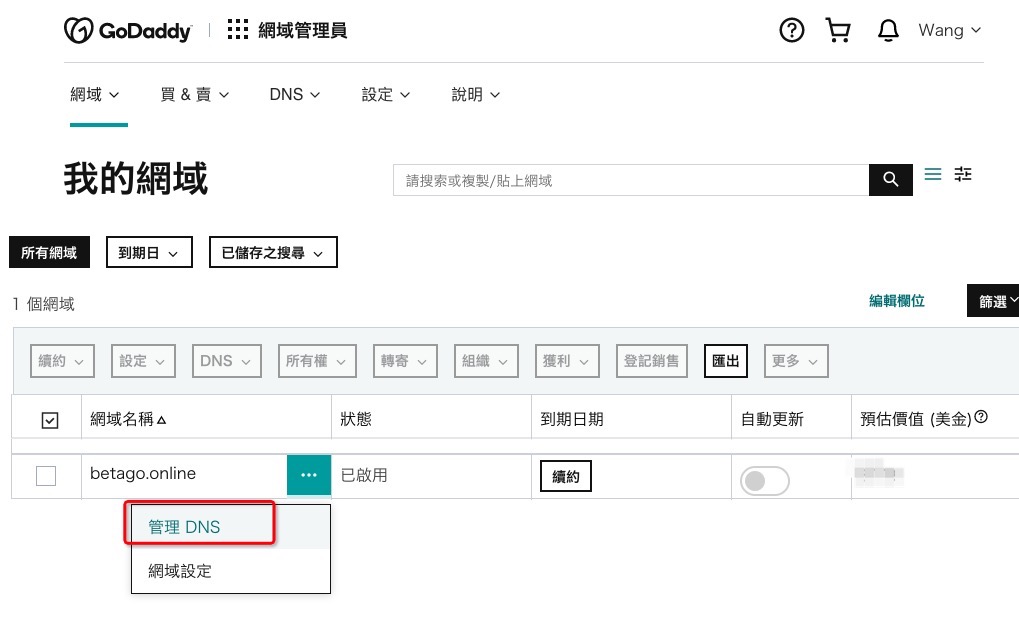 GoDaddy 網域管理員 Wang
網域 買 & 賣 DNS 設定 說明
我的網域
請搜索或複製/貼上網域
所有網域 到期日 已儲存之搜尋
1 個網域
編輯欄位 篩選
續約 設定 DNS 所有權 轉寄 組織 獲利 登記銷售 匯出 更多
網域名稱 狀態 到期日期 自動更新 預估價值 (美金)
betago.online ... 已啟用 續約
管理 DNS
網域設定